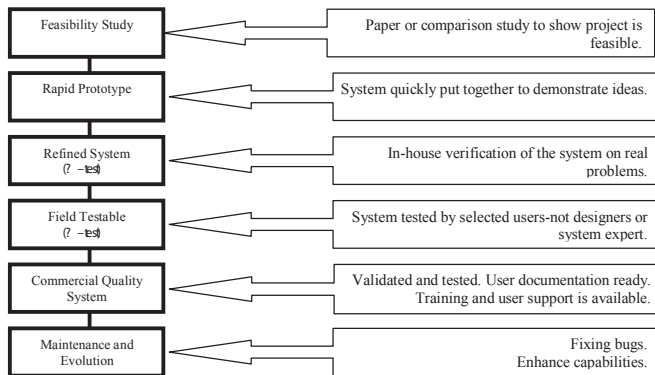 Feasibility Study
Paper or comparison study to show project is
feasible.
Rapid Prototype
System quickly put together to demonstrate ideas.
Refined System
(? –test)
In-house verification of the system on real
problems.
Field Testable
(? –test)
System tested by selected users-not designers or
system expert.
Commercial Quality
System
Validated and tested. User documentation ready.
Training and user support is available.
Maintenance and
Evolution
Fixing bugs.
Enhance capabilities.